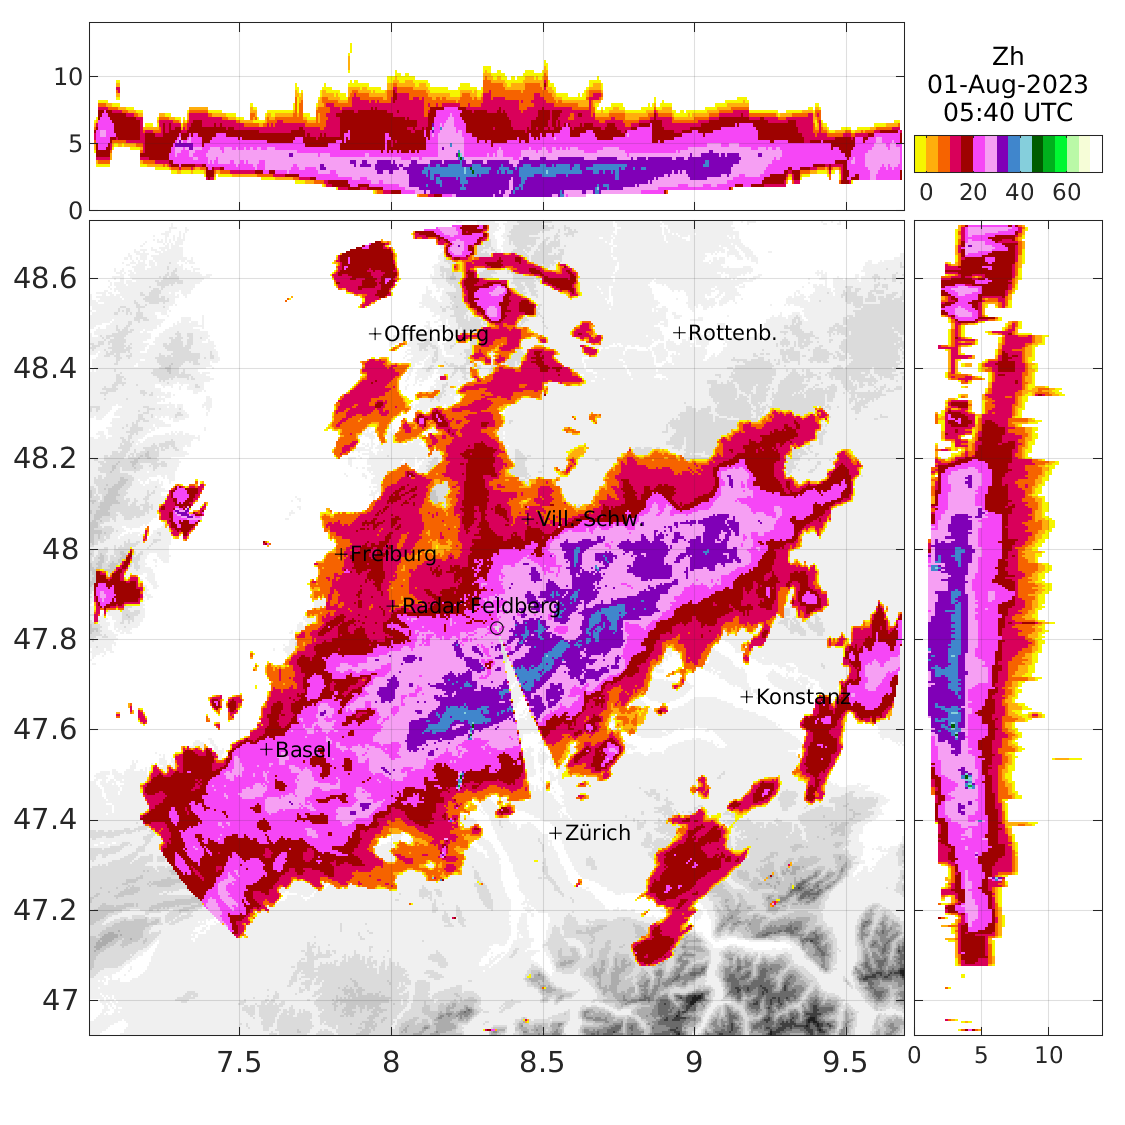 10
5
0
Zh
01-Aug-2023
05:40 UTC
0 20 40 60
48.6
48.4
48.2
48
47.8
47.6
47.4
47.2
47
+Offenburg
+Rottenb.
+Vill.-Schw.
+Freiburg
+Radar Feldberg
+Konstanz
+Basel
+Zürich
7.5 8 8.5 9 9.5
0 5 10